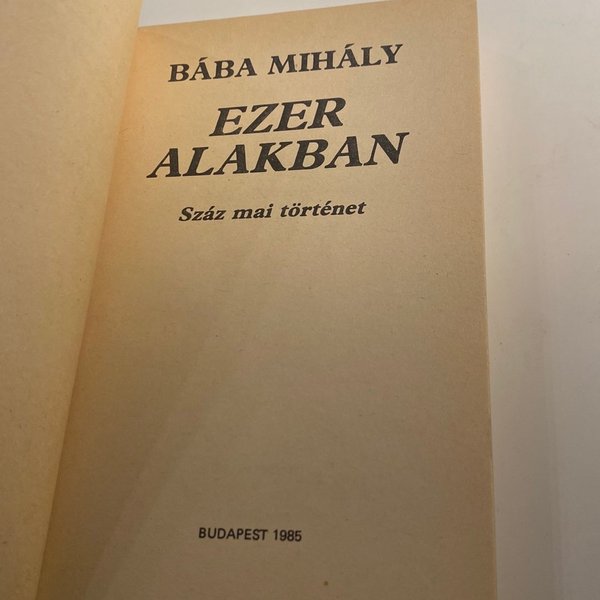 BÁBA MIHÁLY
EZER
ALAKBAN
Száz mai történet
BUDAPEST 1985